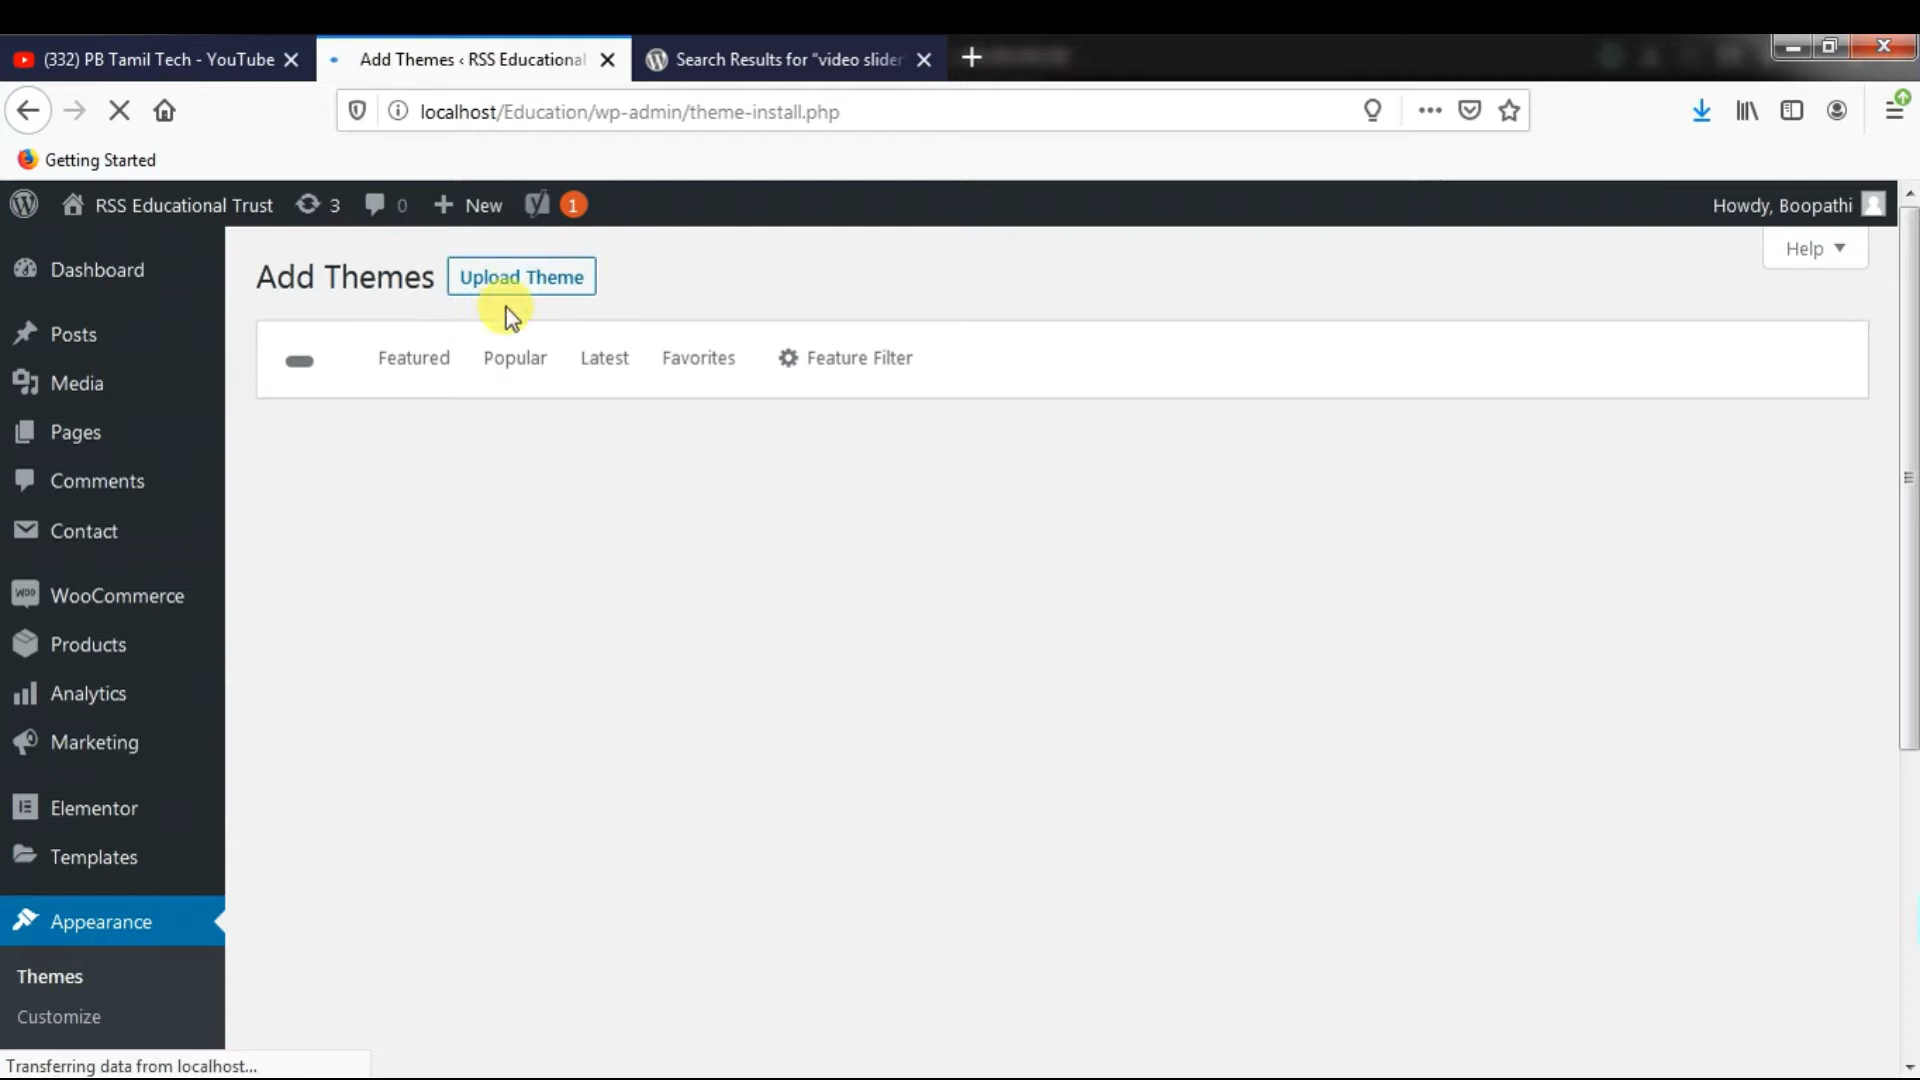 (332) PB Tamil Tech - YouTube
Add Themes ‹ RSS Educational
Search Results for "video slider
localhost/Education/wp-admin/theme-install.php
Getting Started
RSS Educational Trust 3 0 New 1
Howdy, Boopathi
Help
Add Themes
Upload Theme
Featured Popular Latest Favorites Feature Filter
Dashboard
Posts
Media
Pages
Comments
Contact
WooCommerce
Products
Analytics
Marketing
Elementor
Templates
Appearance
Themes
Customize
Transferring data from localhost...